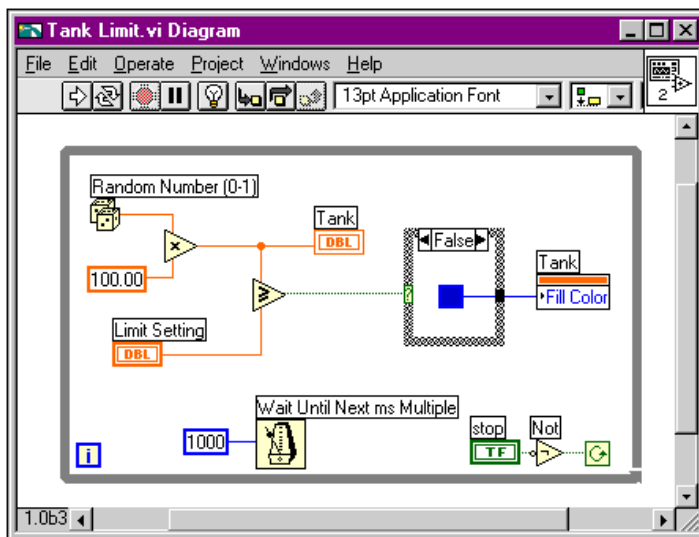 Tank Limit.vi Diagram
File Edit Operate Project Windows Help
13pt Application Font
2
Random Number (0-1)
Tank
DBL
False
100.00
Tank
Fill Color
Limit Setting
DBL
Wait Until Next ms Multiple
1000
stop
TF
Not
i
1.0b3